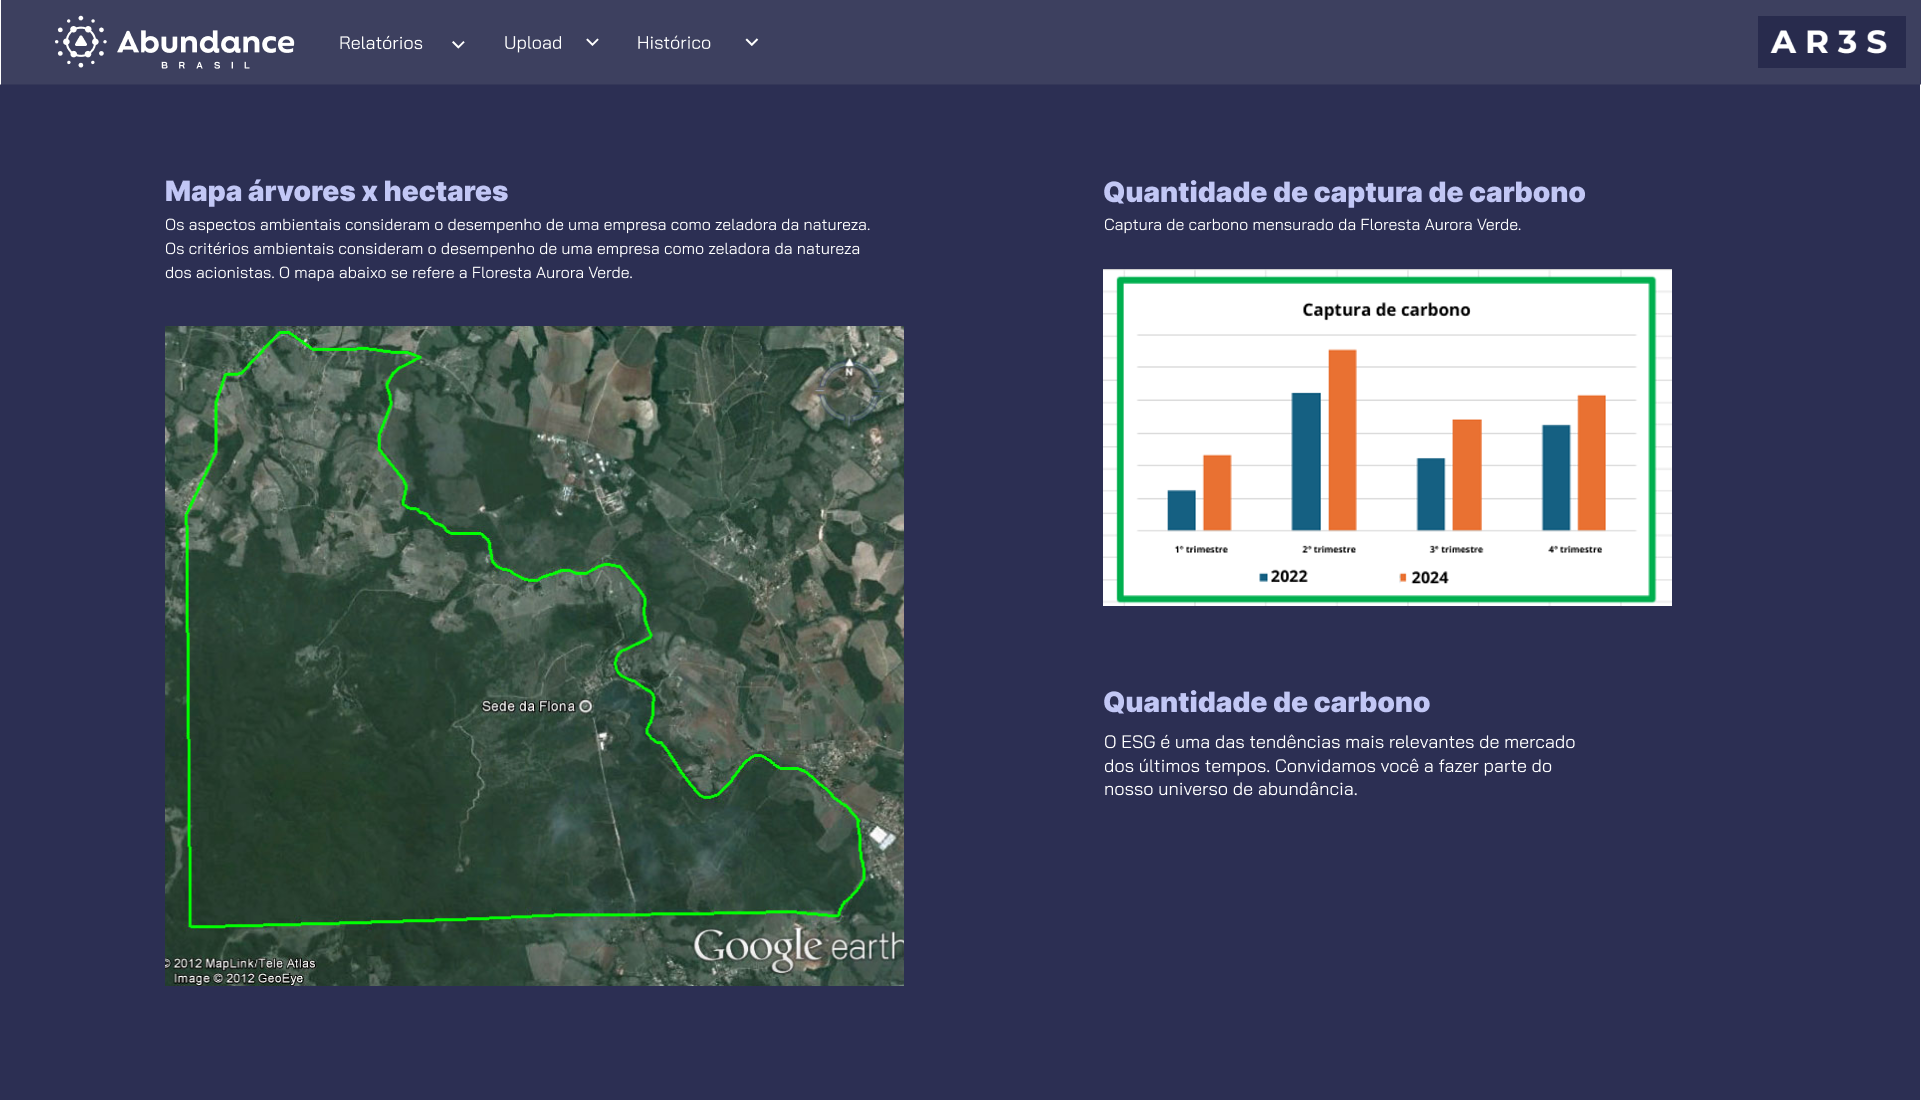 Abundance
BRASIL
Relatórios
Upload
Histórico
AR3S
Mapa árvores x hectares
Os aspectos ambientais consideram o desempenho de uma empresa como zeladora da natureza.
Os critérios ambientais consideram o desempenho de uma empresa como zeladora da natureza
dos acionistas. O mapa abaixo se refere a Floresta Aurora Verde.
N
Sede da Flona
Google earth
© 2012 MapLink/Tele Atlas
Image © 2012 GeoEye
Quantidade de captura de carbono
Captura de carbono mensurado da Floresta Aurora Verde.
Captura de carbono
1º trimestre
2º trimestre
3º trimestre
4º trimestre
2022
2024
Quantidade de carbono
O ESG é uma das tendências mais relevantes de mercado
dos últimos tempos. Convidamos você a fazer parte do
nosso universo de abundância.